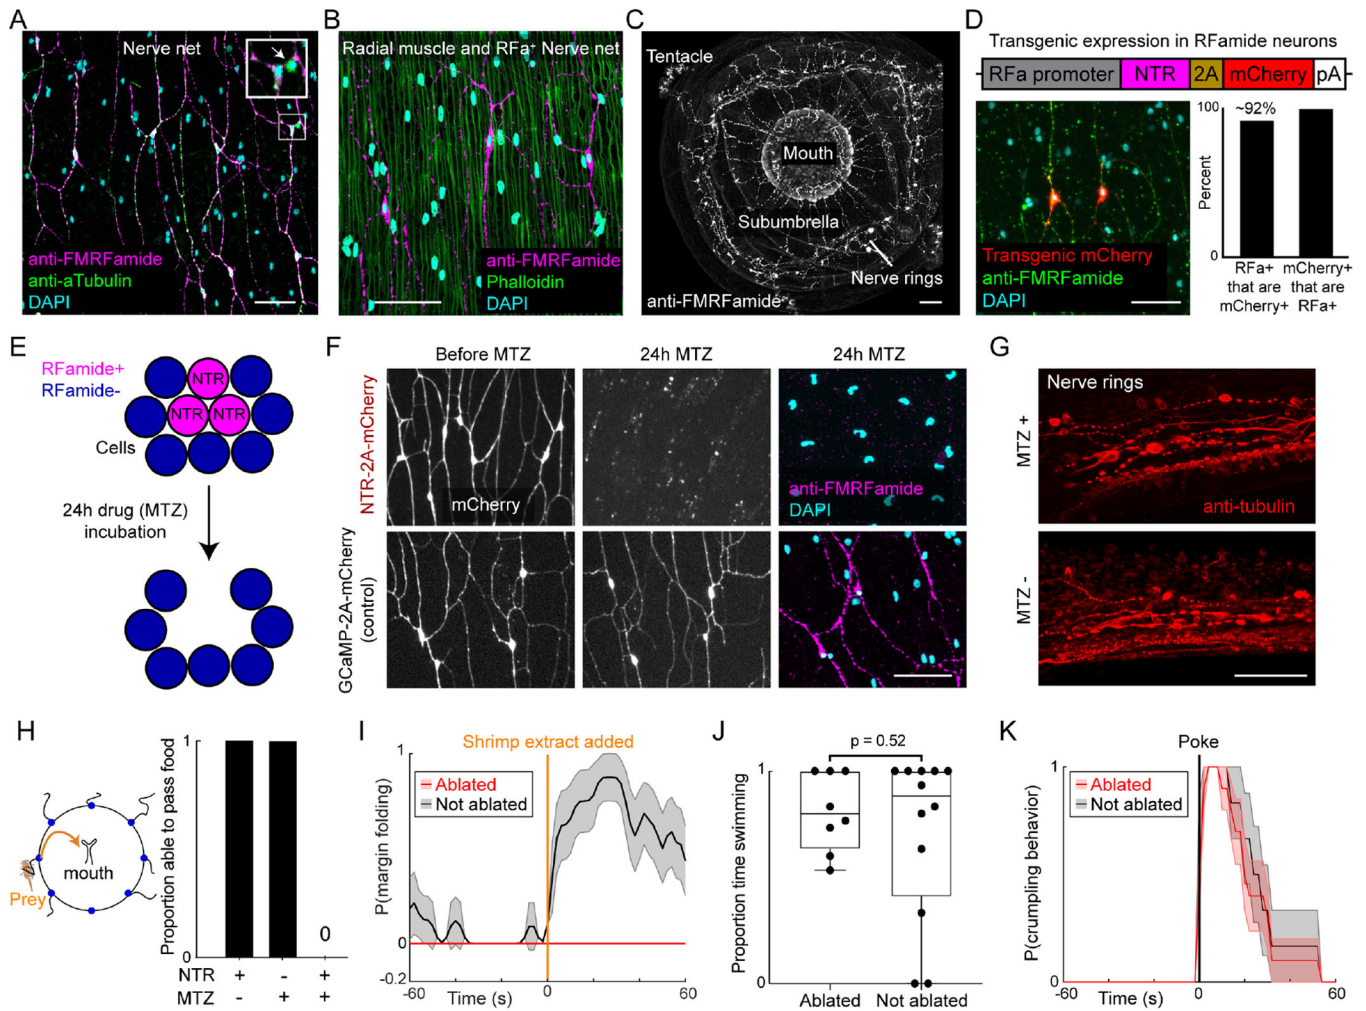 A
Nerve net
anti-FMRFamide
anti-aTubulin
DAPI
B
Radial muscle and RFa+ Nerve net
anti-FMRFamide
Phalloidin
DAPI
C
Tentacle
Mouth
Subumbrella
Nerve rings
anti-FMRFamide
D
Transgenic expression in RFamide neurons
RFa promoter NTR 2A mCherry pA
Transgenic mCherry
anti-FMRFamide
DAPI
100
~92%
Percent
0
RFa+
that are
mCherry+
mCherry+
that are
RFa+
E
RFamide+
RFamide-
NTR
NTR NTR
Cells
24h drug (MTZ)
incubation
F
Before MTZ 24h MTZ 24h MTZ
NTR-2A-mCherry
mCherry
anti-FMRFamide
DAPI
GCaMP-2A-mCherry
(control)
G
Nerve rings
MTZ +
anti-tubulin
MTZ -
H
mouth
Prey
Proportion able to pass food
1
0
0
NTR + - +
MTZ - + +
I
Shrimp extract added
1
Ablated
Not ablated
P(margin folding)
0
-0.2
-60 Time (s) 0 60
J
p = 0.52
1
Proportion time swimming
0
Ablated Not ablated
K
Poke
1
Ablated
Not ablated
P(crumpling behavior)
0
-60 Time (s) 0 60